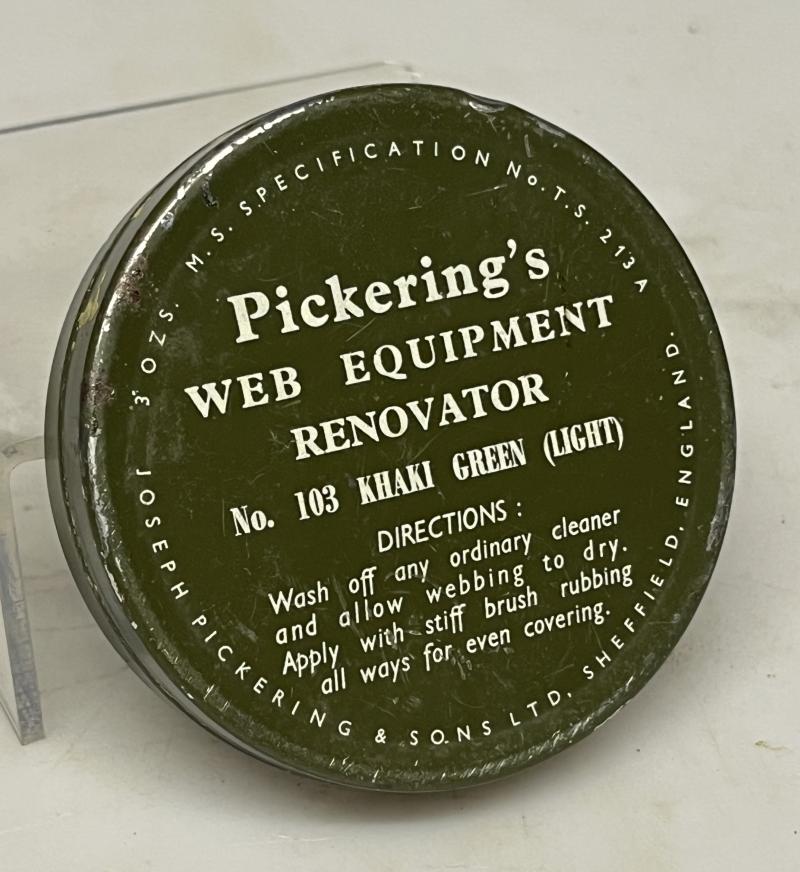 3 OZS. M.S. SPECIFICATION No. T.S. 213A
Pickering's
WEB EQUIPMENT
RENOVATOR
No. 103 KHAKI GREEN (LIGHT)
DIRECTIONS :
Wash off any ordinary cleaner
and allow webbing to dry.
Apply with stiff brush rubbing
all ways for even covering.
JOSEPH PICKERING & SONS LTD, SHEFFIELD, ENGLAND.